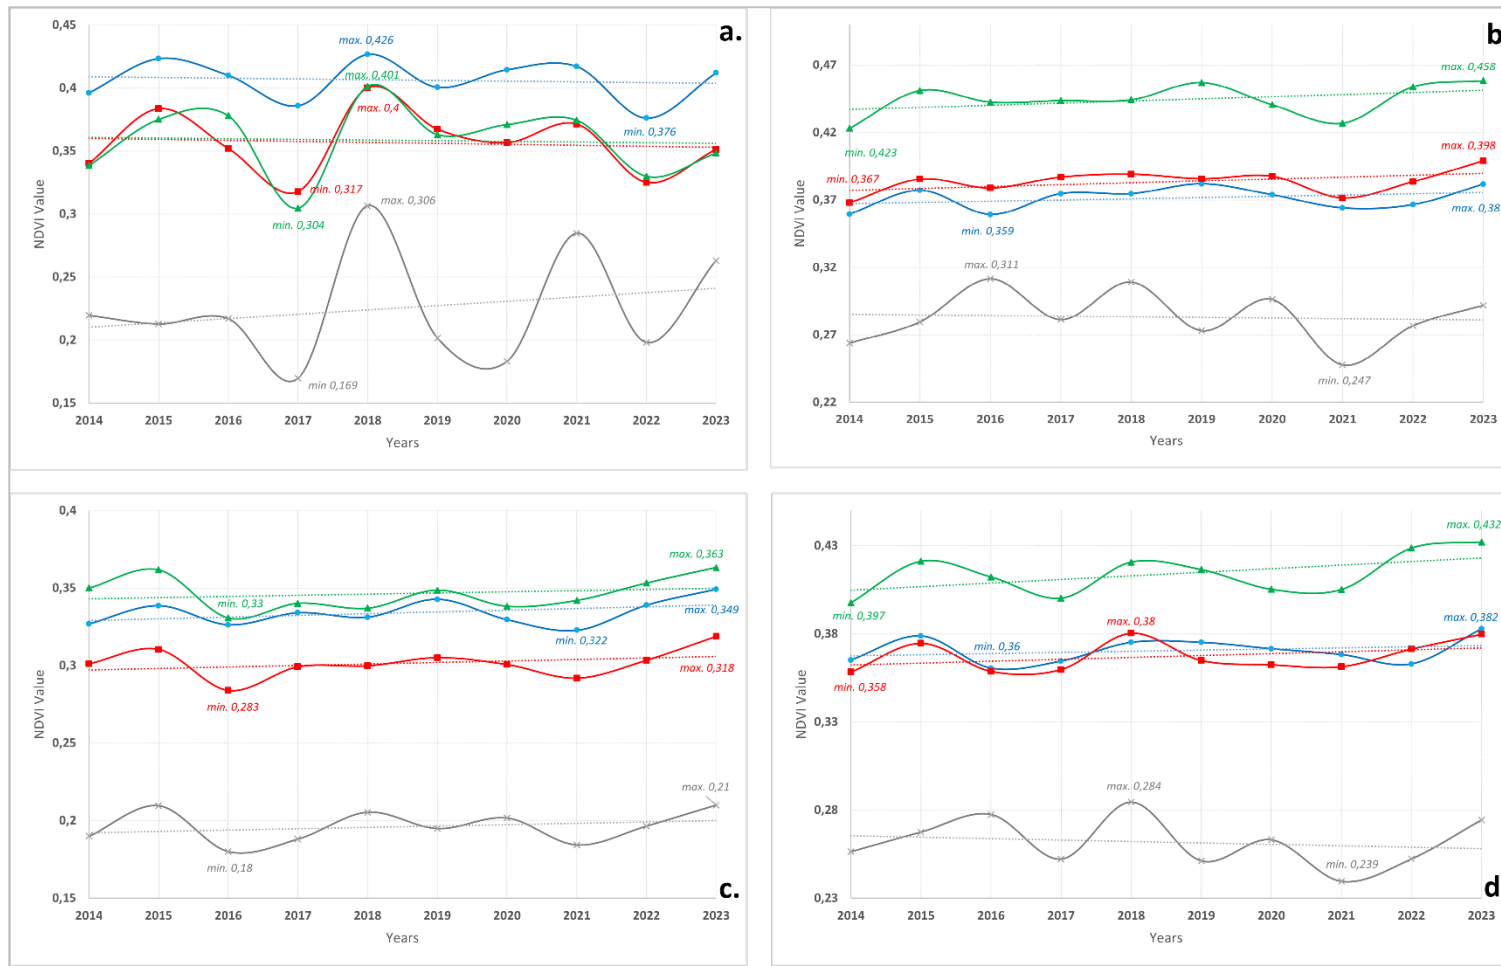 a.
0,45
0,4
0,35
0,3
0,25
0,2
0,15
NDVI Value
max. 0,426
max. 0,401
max. 0,4
min. 0,376
min. 0,317
min. 0,304
max. 0,306
min 0,169
2014 2015 2016 2017 2018 2019 2020 2021 2022 2023
Years
b.
0,47
0,42
0,37
0,32
0,27
0,22
NDVI Value
max. 0,458
min. 0,423
max. 0,398
min. 0,367
min. 0,359
max. 0,38
max. 0,311
min. 0,247
2014 2015 2016 2017 2018 2019 2020 2021 2022 2023
Years
0,4
0,35
0,3
0,25
0,2
0,15
NDVI Value
max. 0,363
min. 0,33
max. 0,349
min. 0,322
max. 0,318
min. 0,283
max. 0,21
min. 0,18
c.
2014 2015 2016 2017 2018 2019 2020 2021 2022 2023
Years
0,43
0,38
0,33
0,28
0,23
NDVI Value
max. 0,432
min. 0,397
max. 0,38
max. 0,382
min. 0,36
min. 0,358
max. 0,284
min. 0,239
d.
2014 2015 2016 2017 2018 2019 2020 2021 2022 2023
Years